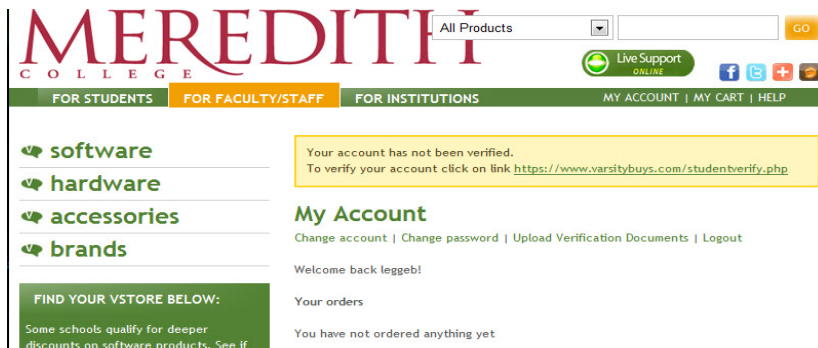 MEREDITH
COLLEGE
All Products
GO
Live Support
ONLINE
FOR STUDENTS FOR FACULTY/STAFF FOR INSTITUTIONS
MY ACCOUNT | MY CART | HELP
software
hardware
accessories
brands
FIND YOUR VSTORE BELOW:
Some schools qualify for deeper
discounts on software products. See if
Your account has not been verified.
To verify your account click on link https://www.varsitybuys.com/studentverify.php
My Account
Change account | Change password | Upload Verification Documents | Logout
Welcome back leggeb!
Your orders
You have not ordered anything yet